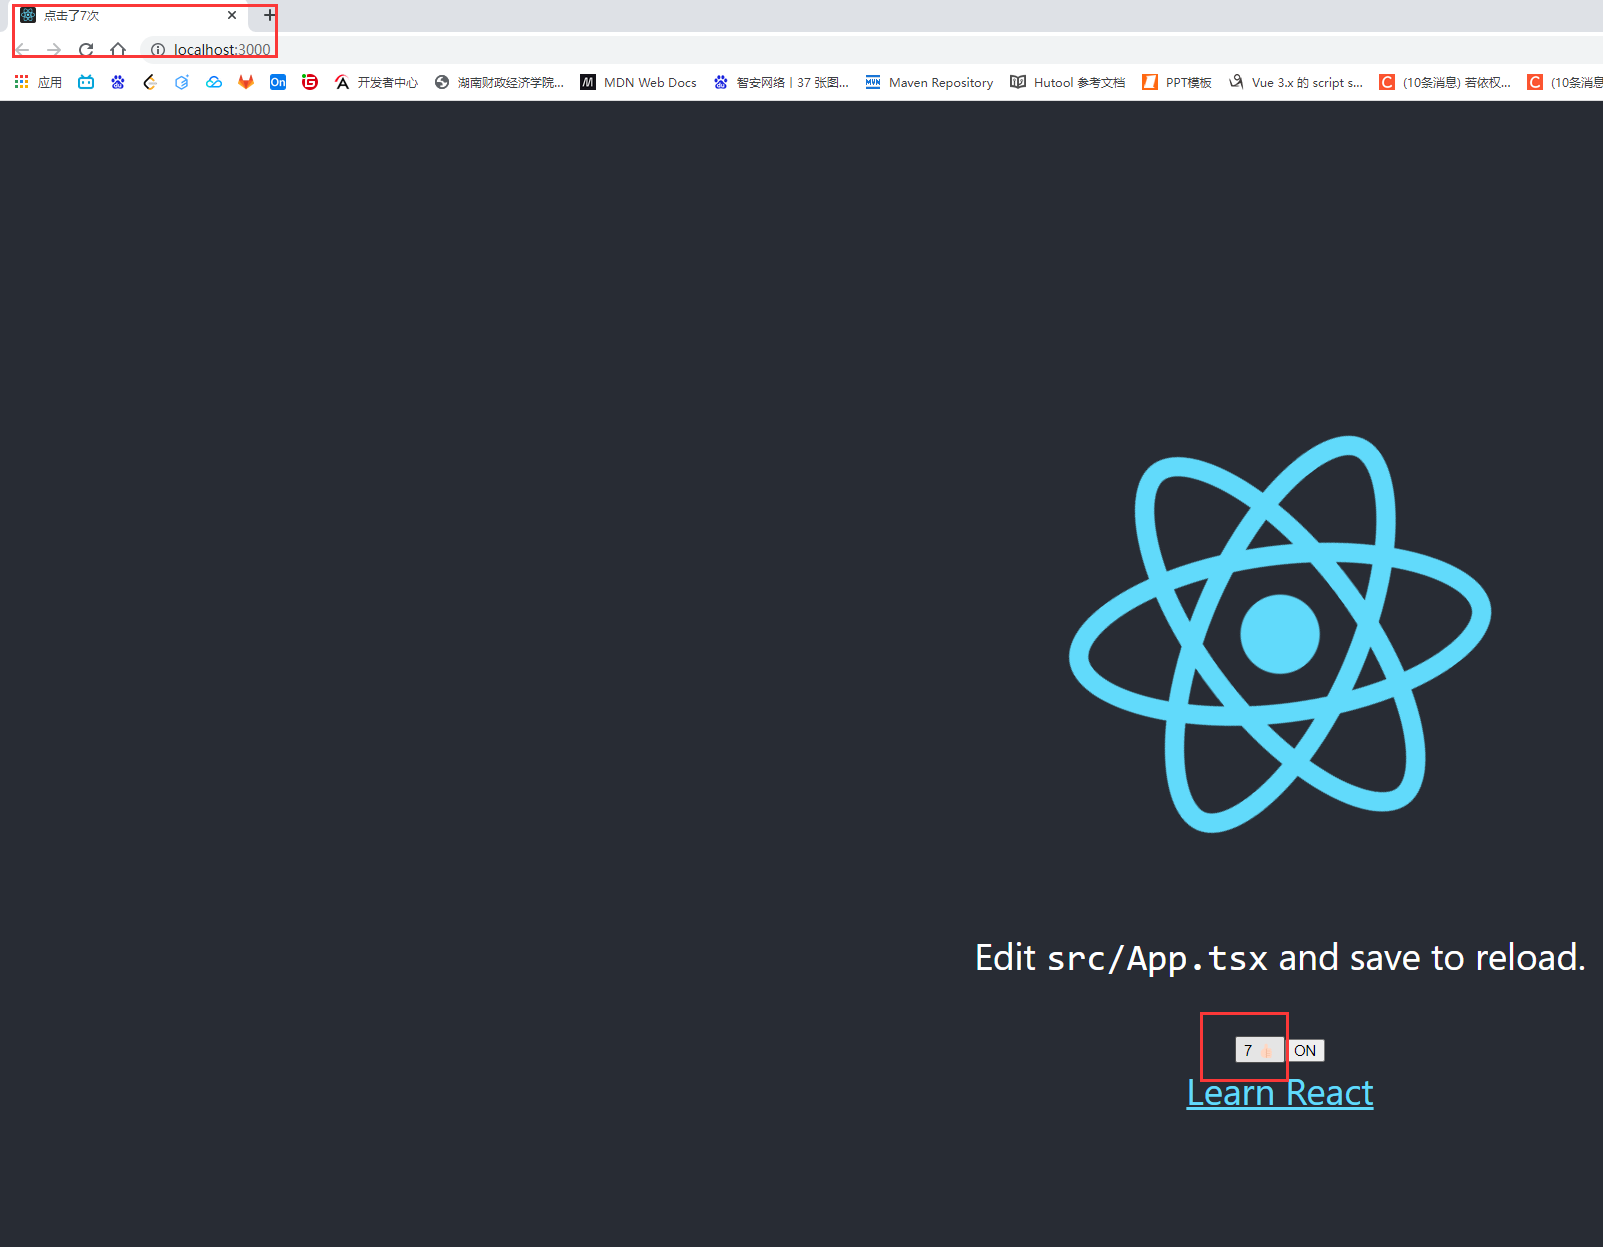 点击了7次
localhost:3000
应用 On 开发者中心 湖南财政经济学院... MDN Web Docs 智安网络丨37 张图... Maven Repository Hutool 参考文档 PPT模板 Vue 3.x 的 script s... (10条消息) 若依权... (10条消息
Edit src/App.tsx and save to reload.
7 ON
Learn React